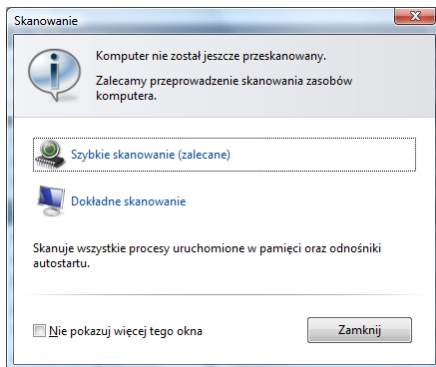 Skanowanie
Komputer nie został jeszcze przeskanowany.
Zalecamy przeprowadzenie skanowania zasobów
komputera.
Szybkie skanowanie (zalecane)
Dokładne skanowanie
Skanuje wszystkie procesy uruchomione w pamięci oraz odnośniki
autostartu.
Nie pokazuj więcej tego okna
Zamknij